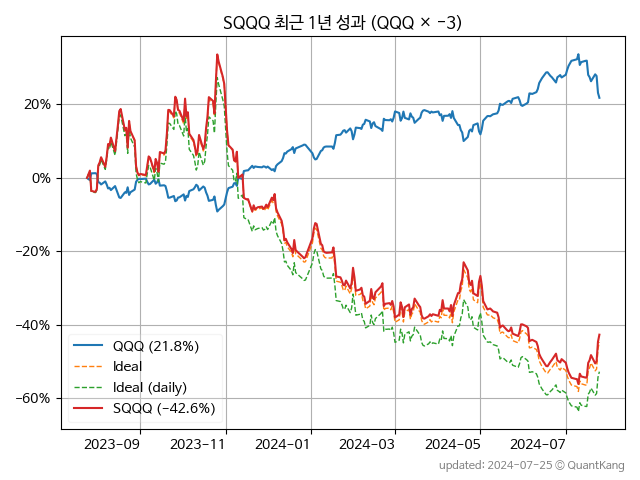 SQQQ 최근 1년 성과 (QQQ × −3)
20%
0%
−20%
−40%
−60%
QQQ (21.8%)
Ideal
Ideal (daily)
SQQQ (−42.6%)
2023-09 2023-11 2024-01 2024-03 2024-05 2024-07
updated: 2024-07-25 ⓒ QuantKang